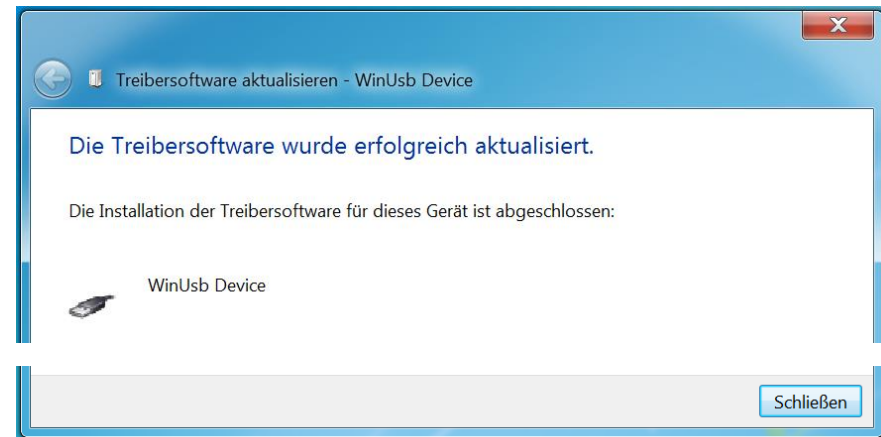 Treibersoftware aktualisieren - WinUsb Device
Die Treibersoftware wurde erfolgreich aktualisiert.
Die Installation der Treibersoftware für dieses Gerät ist abgeschlossen:
WinUsb Device
Schließen